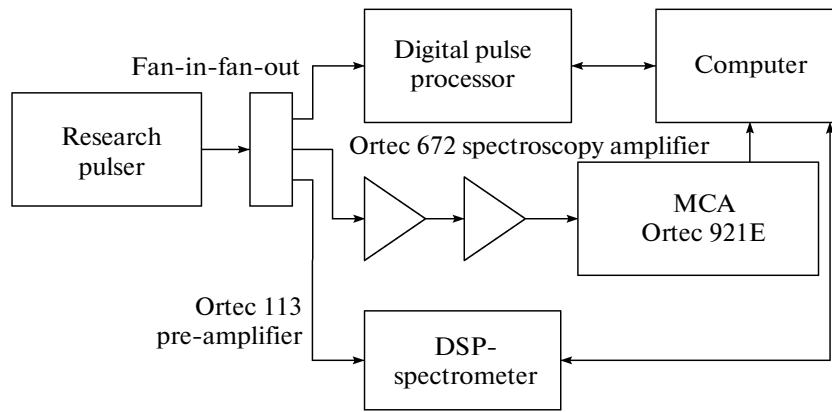 Fan-in-fan-out
Digital pulse
processor
Computer
Research
pulser
Ortec 672 spectroscopy amplifier
MCA
Ortec 921E
Ortec 113
pre-amplifier
DSP-
spectrometer